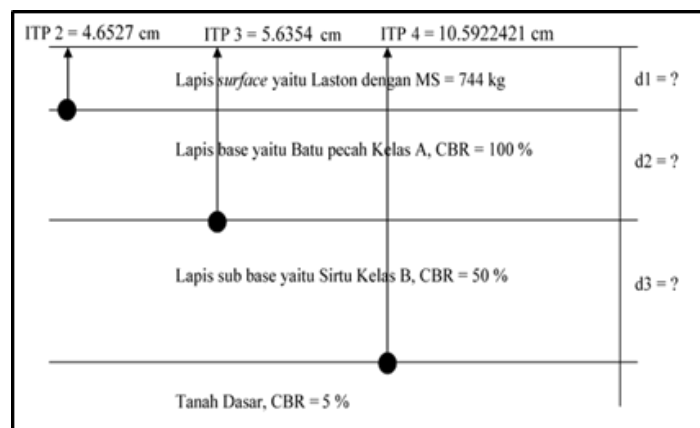 ITP 2 = 4.6527 cm ITP 3 = 5.6354 cm ITP 4 = 10.5922421 cm
Lapis surface yaitu Laston dengan MS = 744 kg d1 = ?
Lapis base yaitu Batu pecah Kelas A, CBR = 100 % d2 = ?
Lapis sub base yaitu Sirtu Kelas B, CBR = 50 % d3 = ?
Tanah Dasar, CBR = 5 %